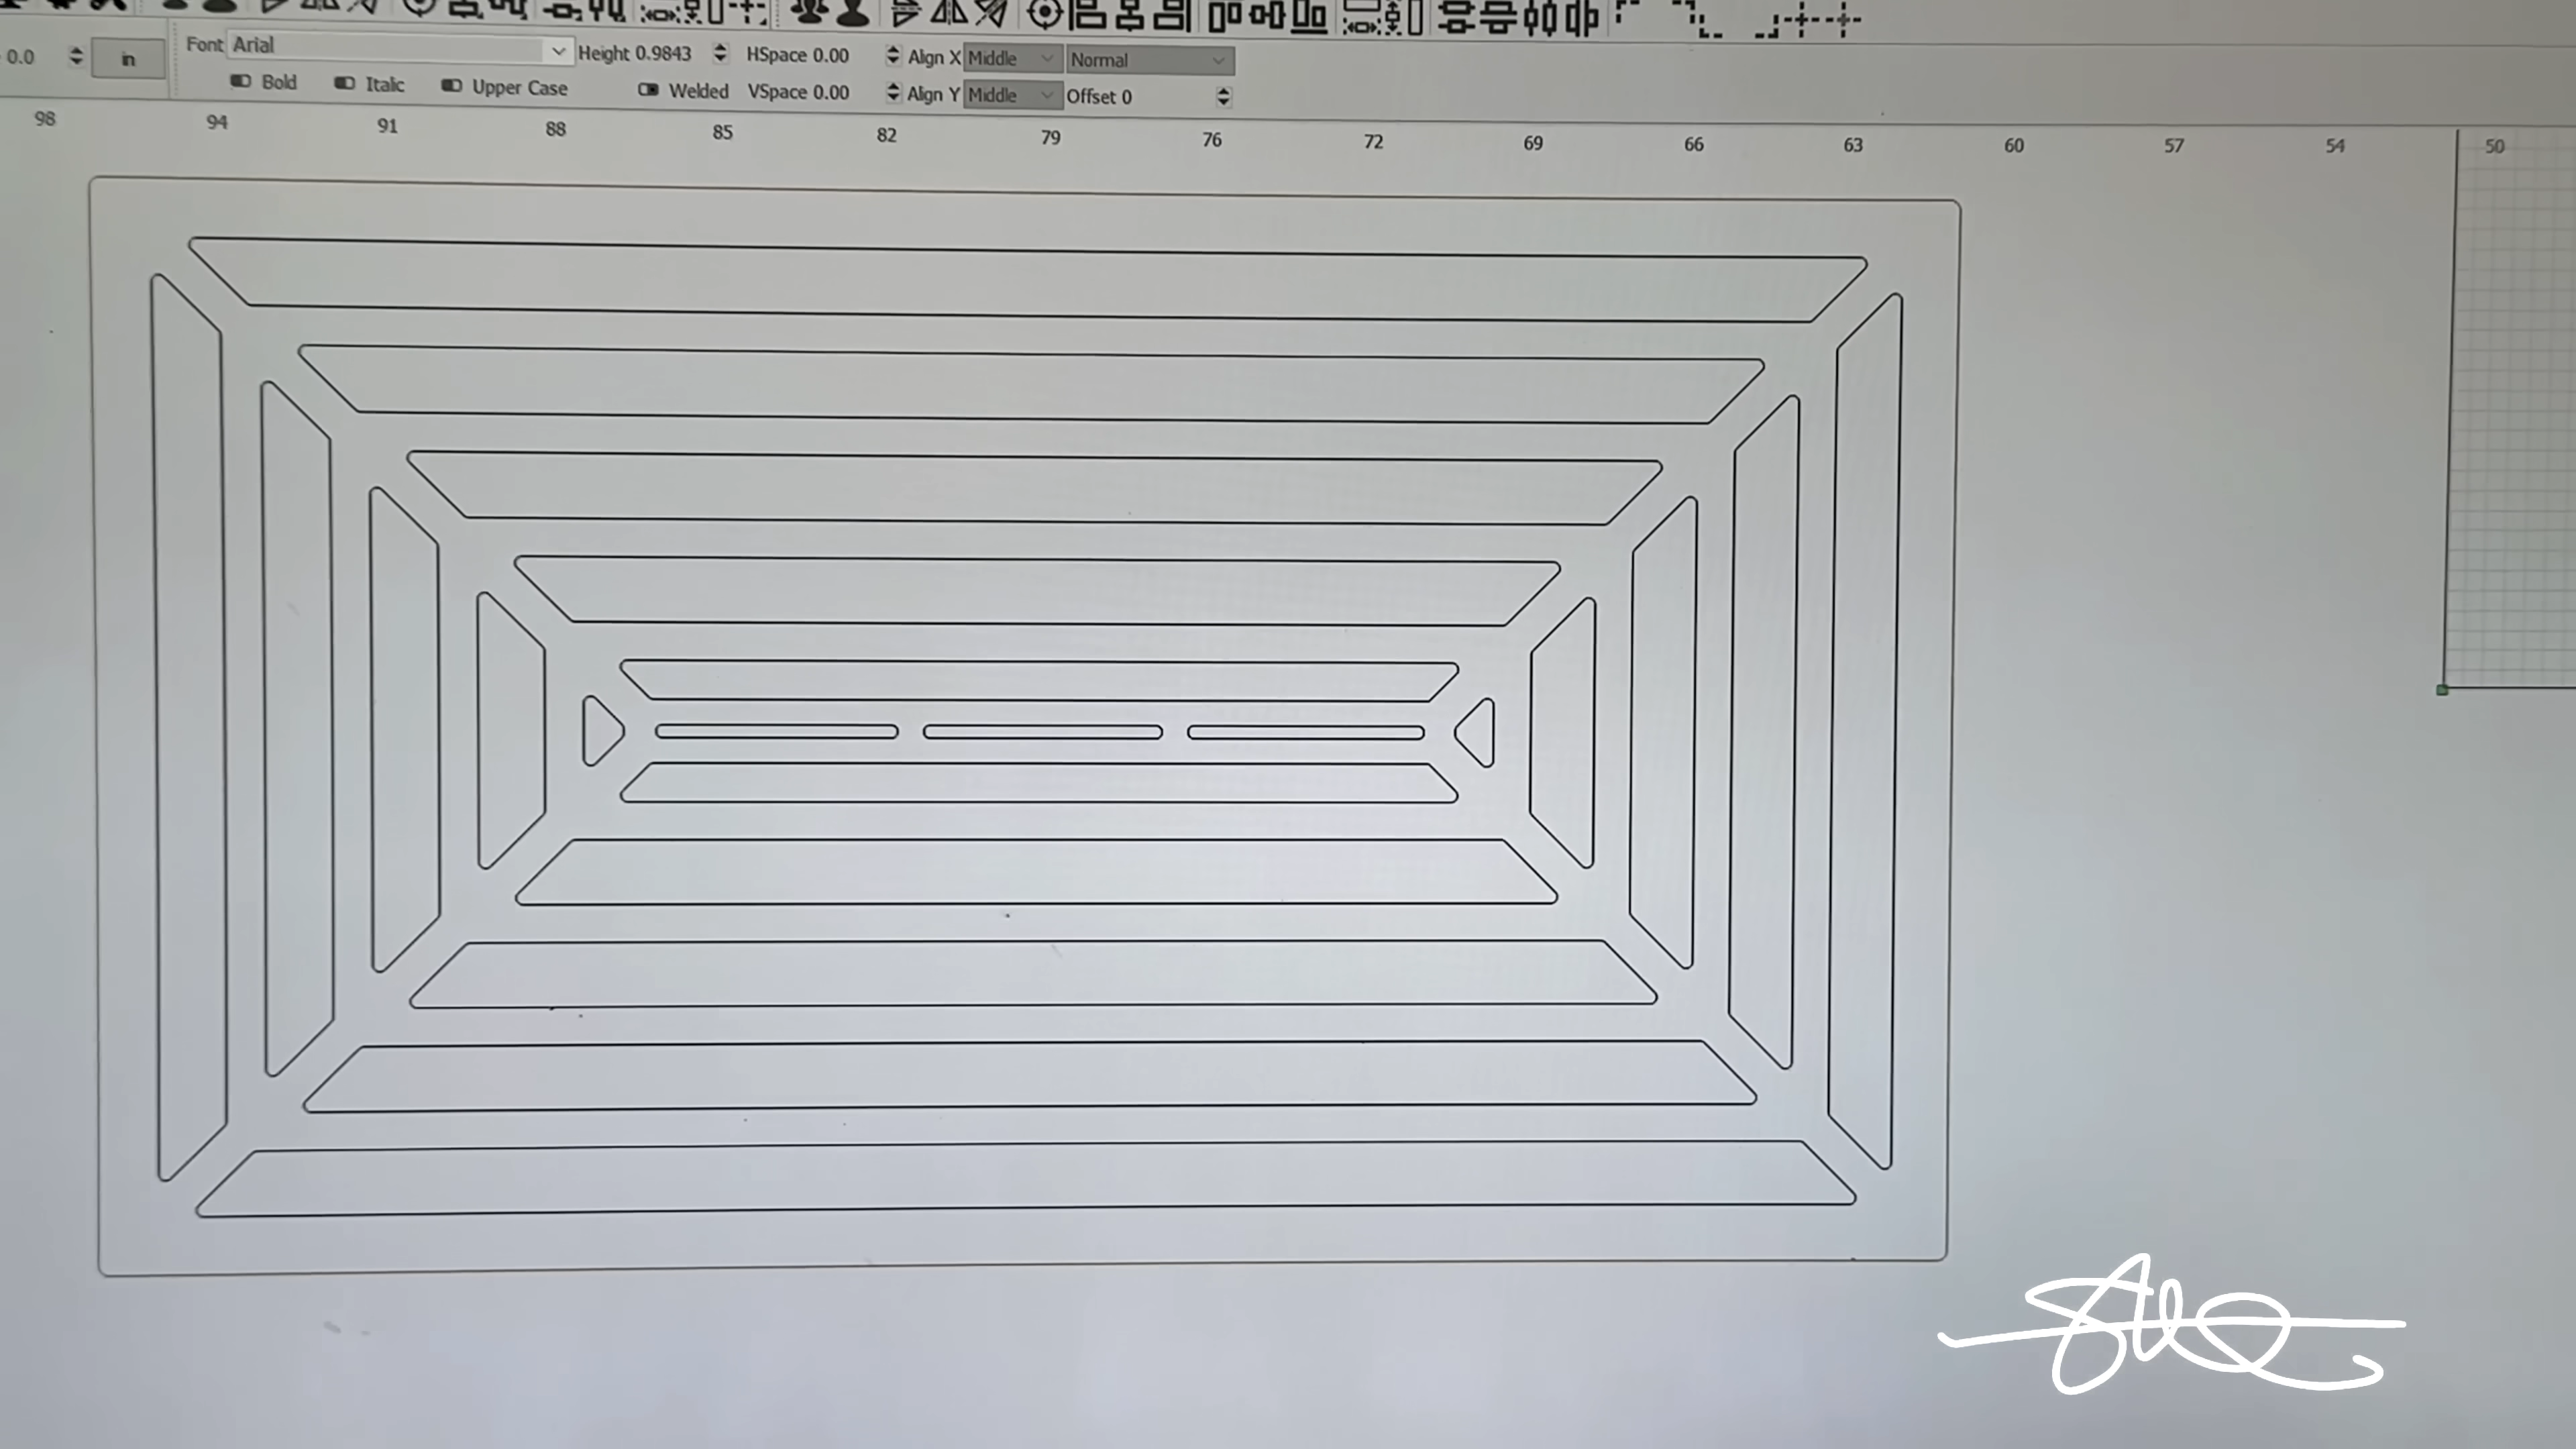 0.0 in Font Arial Height 0.9843 HSpace 0.00 Align X Middle Normal
Bold Italic Upper Case Welded VSpace 0.00 Align Y Middle Offset 0
98 94 91 88 85 82 79 76 72 69 66 63 60 57 54 50